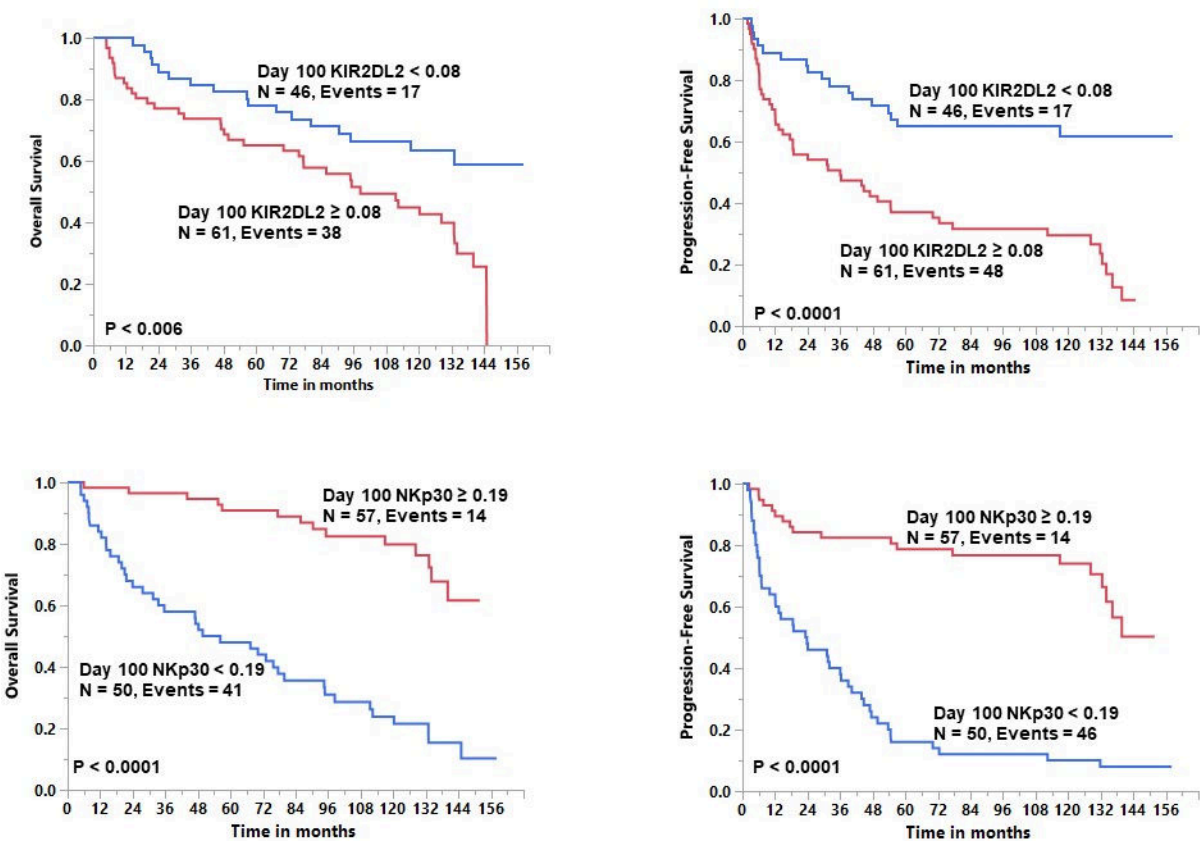 Overall Survival
1.0
0.8
0.6
0.4
0.2
0.0
Day 100 KIR2DL2 < 0.08
N = 46, Events = 17
Day 100 KIR2DL2 ≥ 0.08
N = 61, Events = 38
P < 0.006
0 12 24 36 48 60 72 84 96 108 120 132 144 156
Time in months
Progression-Free Survival
1.0
0.8
0.6
0.4
0.2
0.0
Day 100 KIR2DL2 < 0.08
N = 46, Events = 17
Day 100 KIR2DL2 ≥ 0.08
N = 61, Events = 48
P < 0.0001
0 12 24 36 48 60 72 84 96 108 120 132 144 156
Time in months
Overall Survival
1.0
0.8
0.6
0.4
0.2
0.0
Day 100 NKp30 ≥ 0.19
N = 57, Events = 14
Day 100 NKp30 < 0.19
N = 50, Events = 41
P < 0.0001
0 12 24 36 48 60 72 84 96 108 120 132 144 156
Time in months
Progression-Free Survival
1.0
0.8
0.6
0.4
0.2
0.0
Day 100 NKp30 ≥ 0.19
N = 57, Events = 14
Day 100 NKp30 < 0.19
N = 50, Events = 46
P < 0.0001
0 12 24 36 48 60 72 84 96 108 120 132 144 156
Time in months